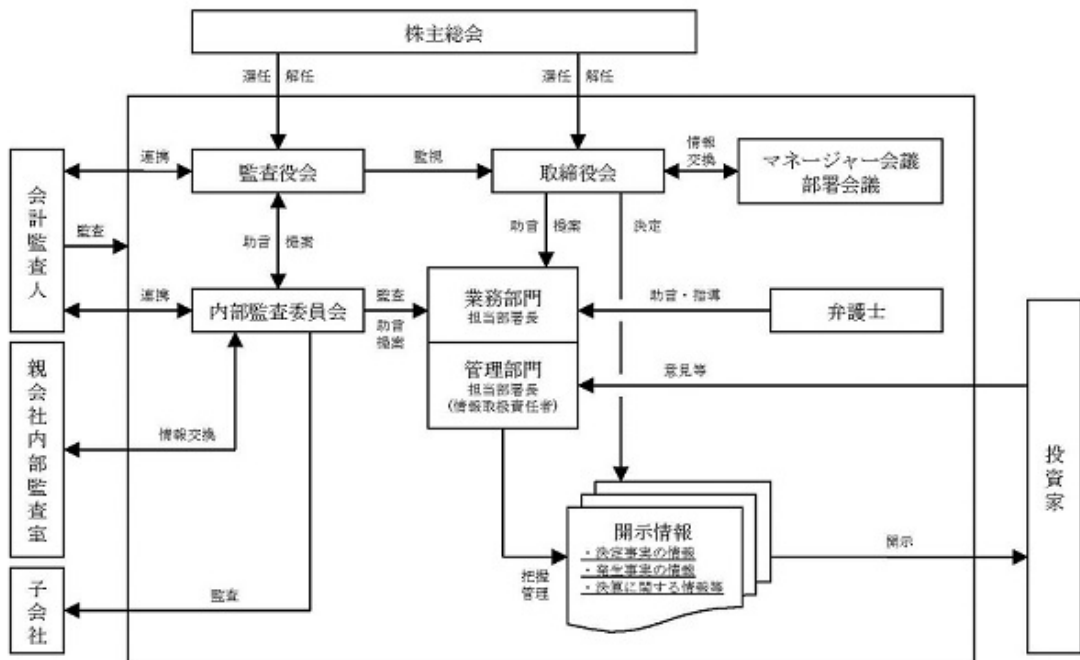 株主総会
選任 解任
選任 解任
会計監査人
連携
監査役会
監視
取締役会
情報
交換
マネージャー会議
部署会議
監査
助言 提案
助言 提案
決定
連携
内部監査委員会
監査
助言
提案
業務部門
担当部署長
助言・指導
弁護士
管理部門
担当部署長
(情報取扱責任者)
意見等
投資家
親会社内部監査室
情報交換
開示情報
・決定事実の情報
・発生事実の情報
・決算に関する情報等
開示
把握
管理
子会社
監査